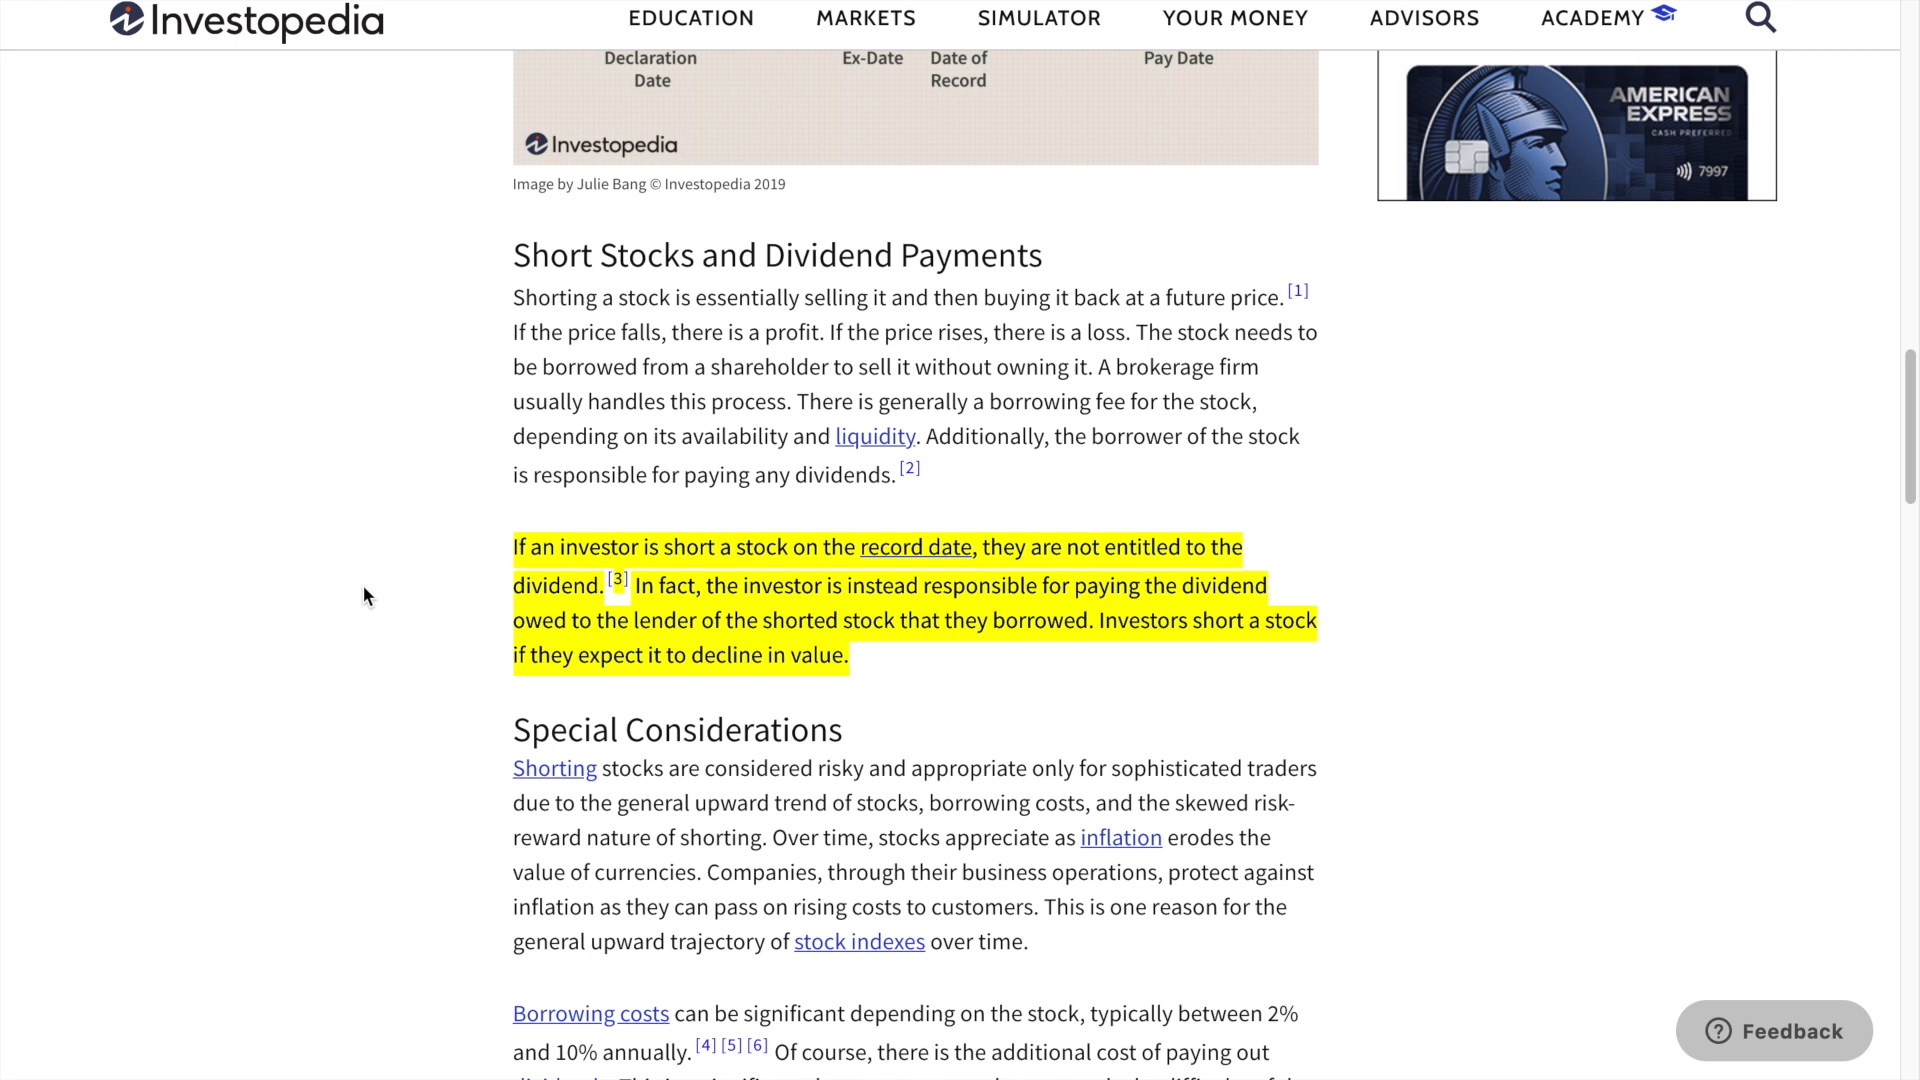 Investopedia
EDUCATION MARKETS SIMULATOR YOUR MONEY ADVISORS ACADEMY
Declaration Date
Ex-Date
Date of Record
Pay Date
Investopedia
AMERICAN
EXPRESS
CASH PREFERRED
7997
Image by Julie Bang © Investopedia 2019
Short Stocks and Dividend Payments
Shorting a stock is essentially selling it and then buying it back at a future price. [1]
If the price falls, there is a profit. If the price rises, there is a loss. The stock needs to
be borrowed from a shareholder to sell it without owning it. A brokerage firm
usually handles this process. There is generally a borrowing fee for the stock,
depending on its availability and liquidity. Additionally, the borrower of the stock
is responsible for paying any dividends. [2]
If an investor is short a stock on the record date, they are not entitled to the
dividend. [3] In fact, the investor is instead responsible for paying the dividend
owed to the lender of the shorted stock that they borrowed. Investors short a stock
if they expect it to decline in value.
Special Considerations
Shorting stocks are considered risky and appropriate only for sophisticated traders
due to the general upward trend of stocks, borrowing costs, and the skewed risk-
reward nature of shorting. Over time, stocks appreciate as inflation erodes the
value of currencies. Companies, through their business operations, protect against
inflation as they can pass on rising costs to customers. This is one reason for the
general upward trajectory of stock indexes over time.
Borrowing costs can be significant depending on the stock, typically between 2%
and 10% annually. [4] [5] [6] Of course, there is the additional cost of paying out
Feedback